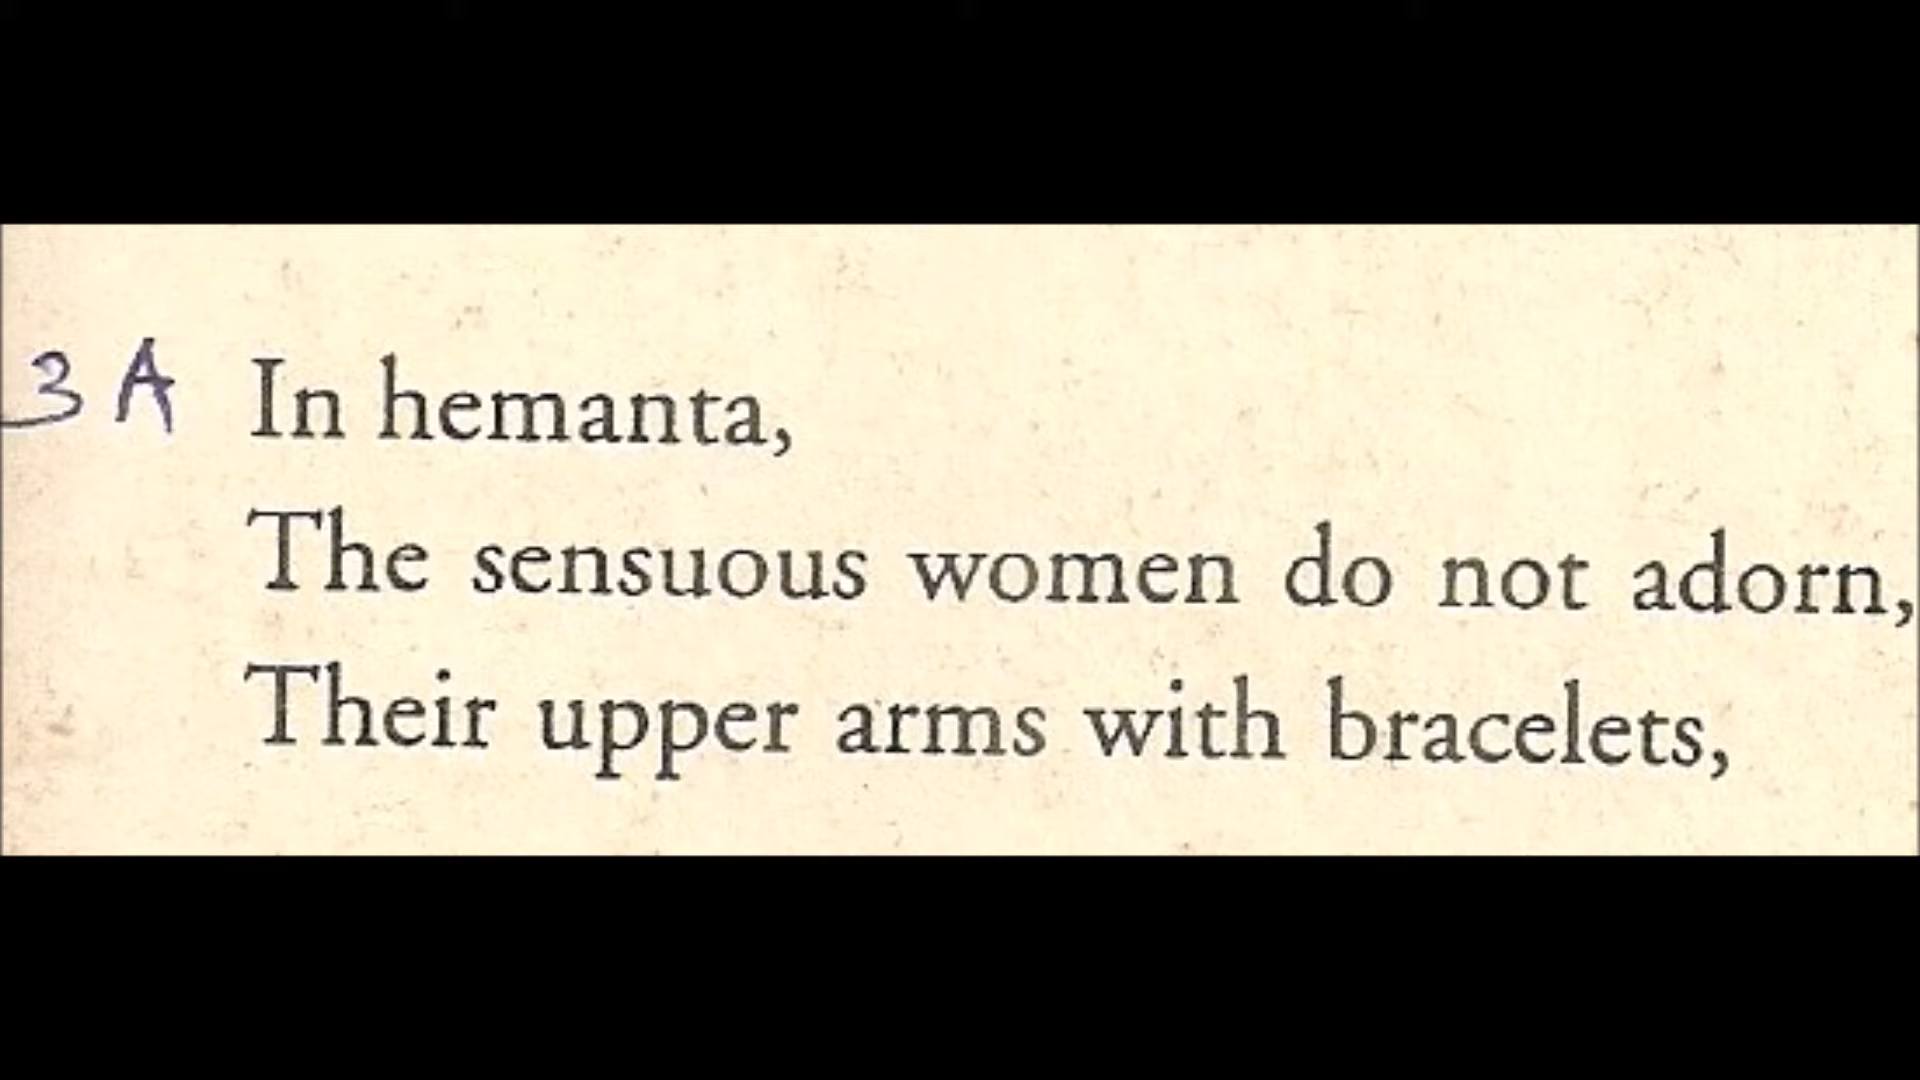 3 A In hemanta,
The sensuous women do not adorn,
Their upper arms with bracelets,